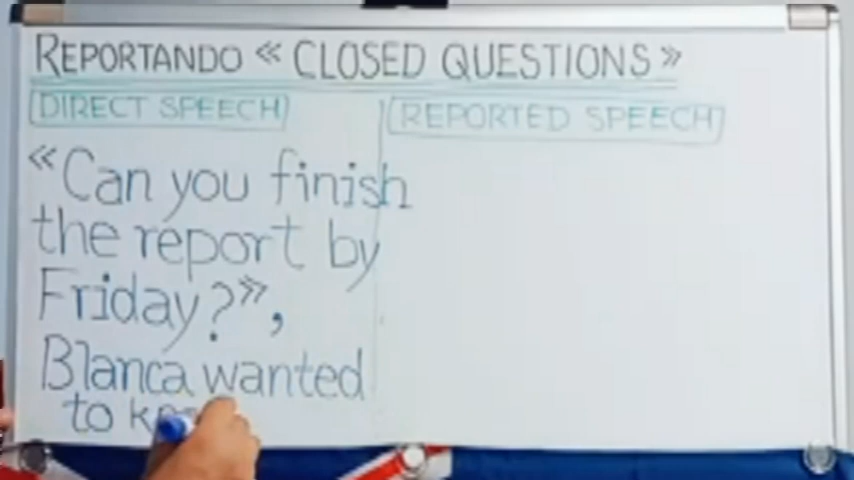 REPORTANDO « CLOSED QUESTIONS »
DIRECT SPEECH
REPORTED SPEECH
«Can you finish
the report by
Friday?»,
Blanca wanted
to